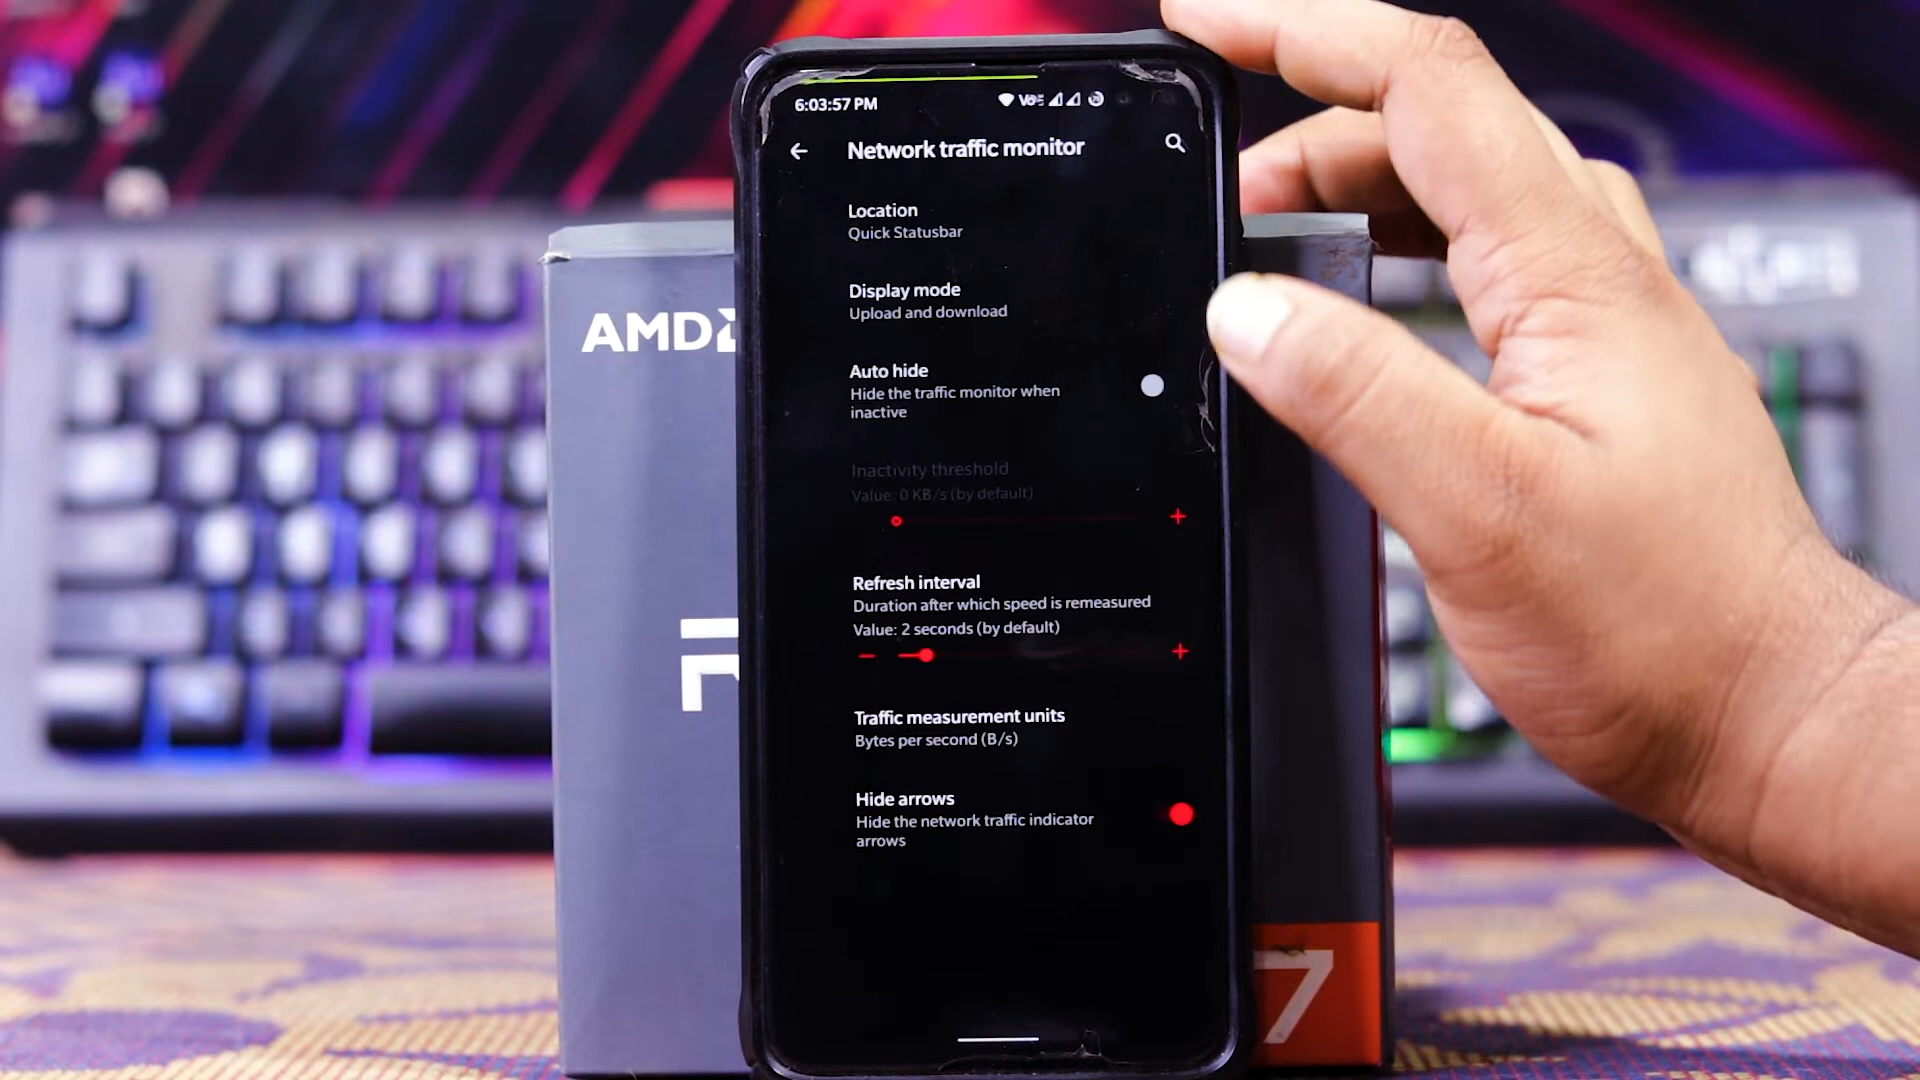 6:03:57 PM
Network traffic monitor
Location
Quick Statusbar
Display mode
Upload and download
Auto hide
Hide the traffic monitor when
inactive
Inactivity threshold
Value: 0 KB/s (by default)
Refresh interval
Duration after which speed is remeasured
Value: 2 seconds (by default)
Traffic measurement units
Bytes per second (B/s)
Hide arrows
Hide the network traffic indicator
arrows
AMD
7